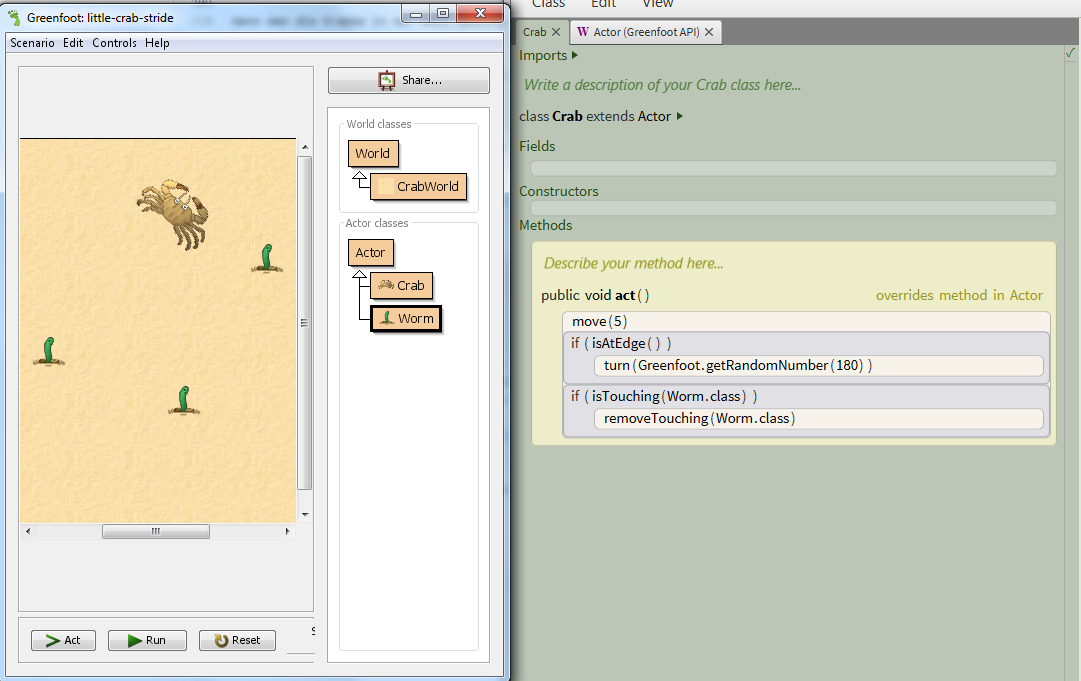 Greenfoot: little-crab-stride
Scenario Edit Controls Help
Share...
World classes
World
CrabWorld
Actor classes
Actor
Crab
Worm
Act
Run
Reset
S
Class Edit View
Crab
W Actor (Greenfoot API)
Imports
Write a description of your Crab class here...
class Crab extends Actor
Fields
Constructors
Methods
Describe your method here...
public void act() overrides method in Actor
move(5)
if ( isAtEdge() )
turn(Greenfoot.getRandomNumber(180) )
if ( isTouching(Worm.class) )
removeTouching(Worm.class)